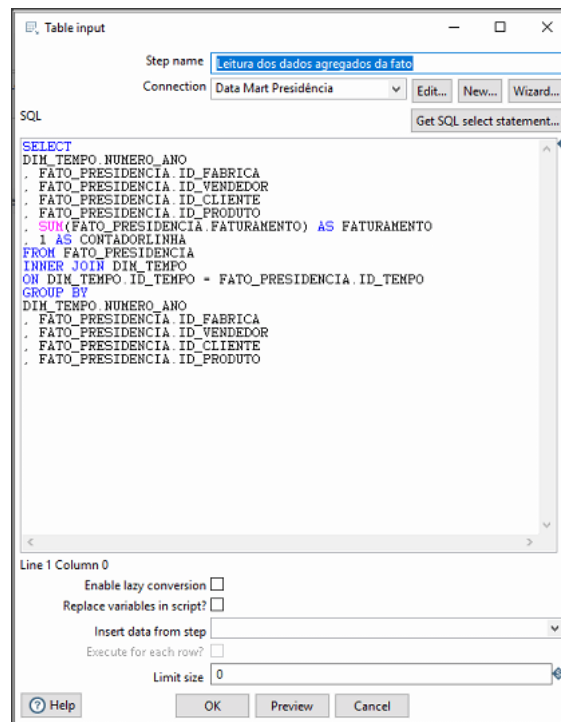 Table input
Step name Leitura dos dados agregados da fato
Connection Data Mart Presidência Edit... New... Wizard...
SQL Get SQL select statement...
SELECT
DIM_TEMPO.NUMERO_ANO
, FATO_PRESIDENCIA.ID_FABRICA
, FATO_PRESIDENCIA.ID_VENDEDOR
, FATO_PRESIDENCIA.ID_CLIENTE
, FATO_PRESIDENCIA.ID_PRODUTO
, SUM(FATO_PRESIDENCIA.FATURAMENTO) AS FATURAMENTO
, 1 AS CONTADORLINHA
FROM FATO_PRESIDENCIA
INNER JOIN DIM_TEMPO
ON DIM_TEMPO.ID_TEMPO = FATO_PRESIDENCIA.ID_TEMPO
GROUP BY
DIM_TEMPO.NUMERO_ANO
, FATO_PRESIDENCIA.ID_FABRICA
, FATO_PRESIDENCIA.ID_VENDEDOR
, FATO_PRESIDENCIA.ID_CLIENTE
, FATO_PRESIDENCIA.ID_PRODUTO
Line 1 Column 0
Enable lazy conversion
Replace variables in script?
Insert data from step
Execute for each row?
Limit size 0
Help OK Preview Cancel